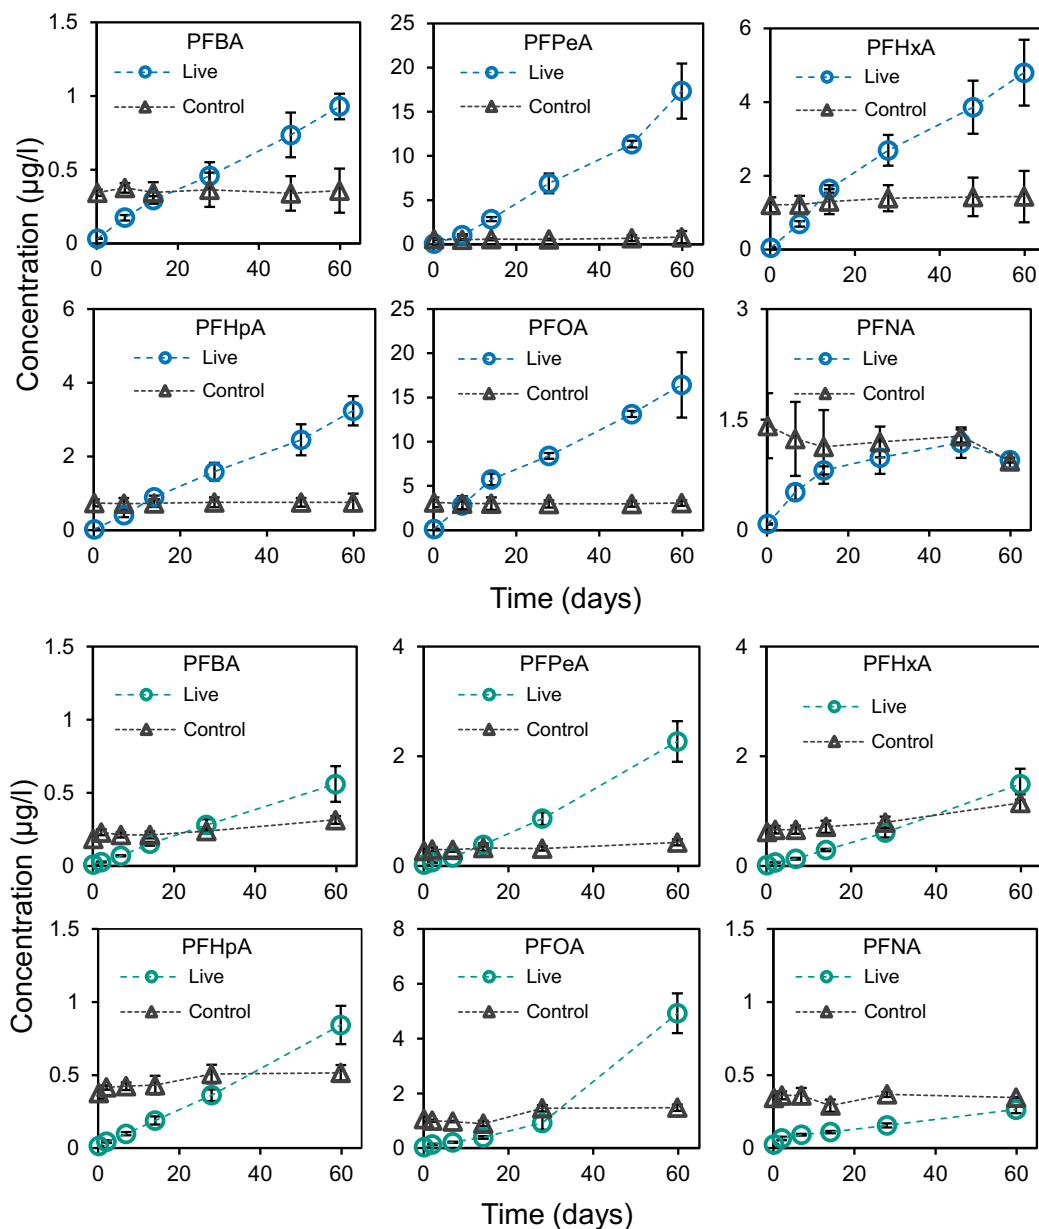 Concentration (µg/l)
PFBA
Live
Control
1.5
1
0.5
0
0 20 40 60
PFPeA
Live
Control
25
20
15
10
5
0
0 20 40 60
PFHxA
Live
Control
6
4
2
0
0 20 40 60
PFHpA
Live
Control
6
4
2
0
0 20 40 60
PFOA
Live
Control
25
20
15
10
5
0
0 20 40 60
PFNA
Live
Control
3
1.5
0
0 20 40 60
Time (days)
Concentration (µg/l)
PFBA
Live
Control
1.5
1
0.5
0
0 20 40 60
PFPeA
Live
Control
4
2
0
0 20 40 60
PFHxA
Live
Control
4
2
0
0 20 40 60
PFHpA
Live
Control
1.5
1
0.5
0
0 20 40 60
PFOA
Live
Control
8
6
4
2
0
0 20 40 60
PFNA
Live
Control
1.5
1
0.5
0
0 20 40 60
Time (days)